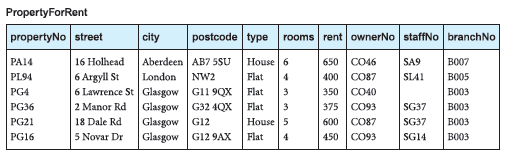 PropertyForRent
propertyNo street city postcode type rooms rent ownerNo staffNo branchNo
PA14 16 Holhead Aberdeen AB7 5SU House 6 650 CO46 SA9 B007
PL94 6 Argyll St London NW2 Flat 4 400 CO87 SL41 B005
PG4 6 Lawrence St Glasgow G11 9QX Flat 3 350 CO40 B003
PG36 2 Manor Rd Glasgow G32 4QX Flat 3 375 CO93 SG37 B003
PG21 18 Dale Rd Glasgow G12 House 5 600 CO87 SG37 B003
PG16 5 Novar Dr Glasgow G12 9AX Flat 4 450 CO93 SG14 B003